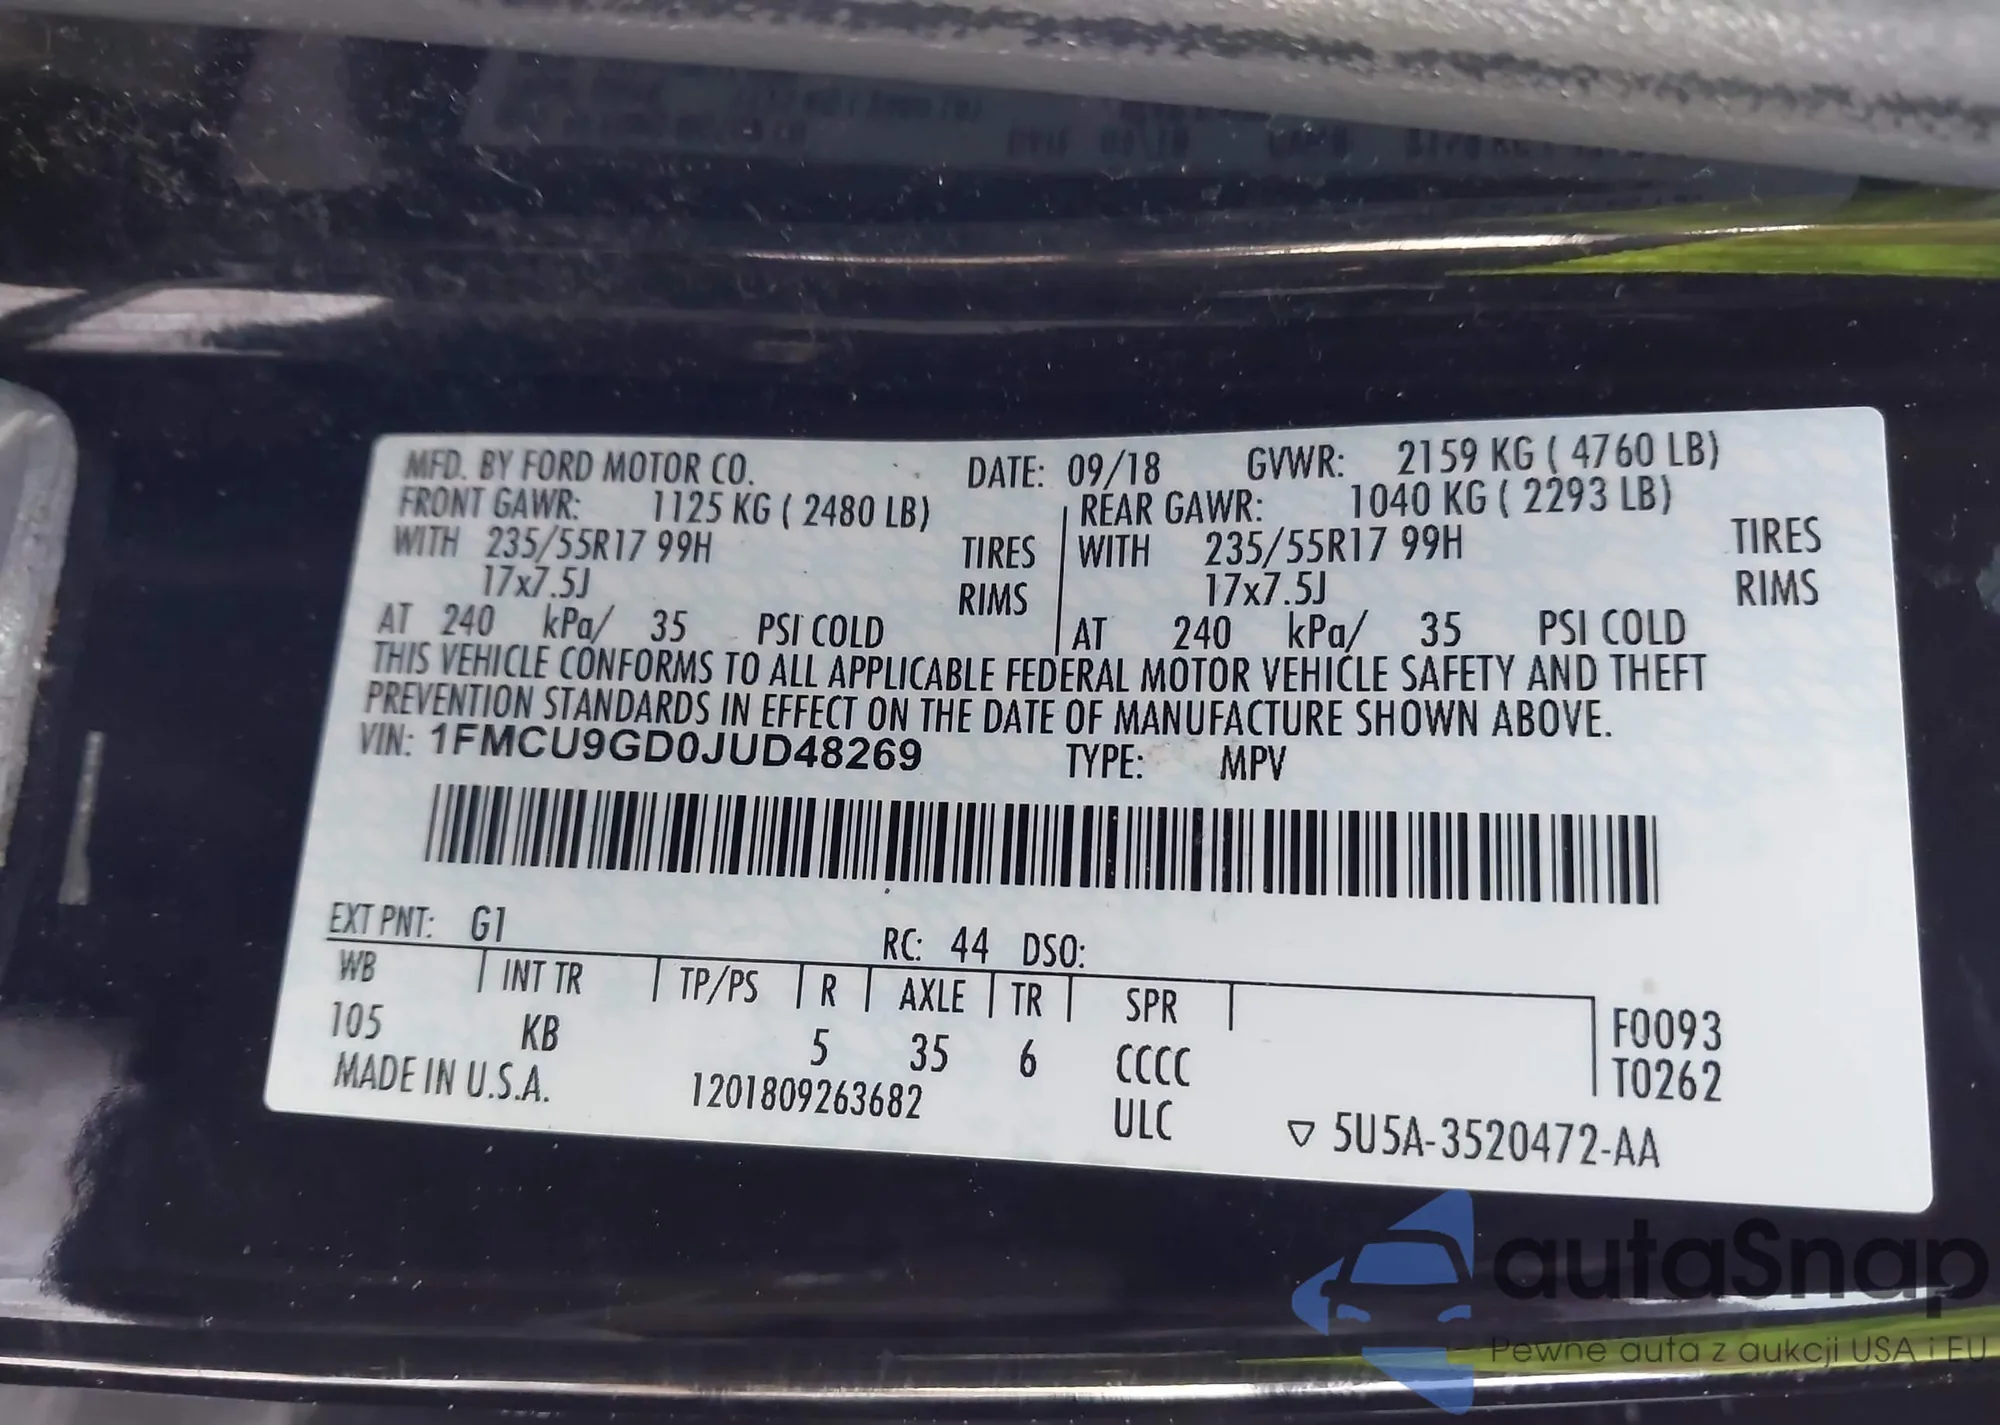 MFD. BY FORD MOTOR CO. DATE: 09/18 GVWR: 2159 KG ( 4760 LB)
FRONT GAWR: 1125 KG ( 2480 LB) REAR GAWR: 1040 KG ( 2293 LB)
WITH 235/55R17 99H TIRES WITH 235/55R17 99H TIRES
17x7.5J RIMS 17x7.5J RIMS
AT 240 kPa/ 35 PSI COLD AT 240 kPa/ 35 PSI COLD
THIS VEHICLE CONFORMS TO ALL APPLICABLE FEDERAL MOTOR VEHICLE SAFETY AND THEFT
PREVENTION STANDARDS IN EFFECT ON THE DATE OF MANUFACTURE SHOWN ABOVE.
VIN: 1FMCU9GD0JUD48269 TYPE: MPV
EXT PNT: G1 RC: 44 DSO:
WB INT TR TP/PS R AXLE TR SPR F0093
105 KB 5 35 6 CCCC T0262
MADE IN U.S.A. 1201809263682 ULC 5U5A-3520472-AA
autaSnap
Pewne auta z aukcji USA i EU